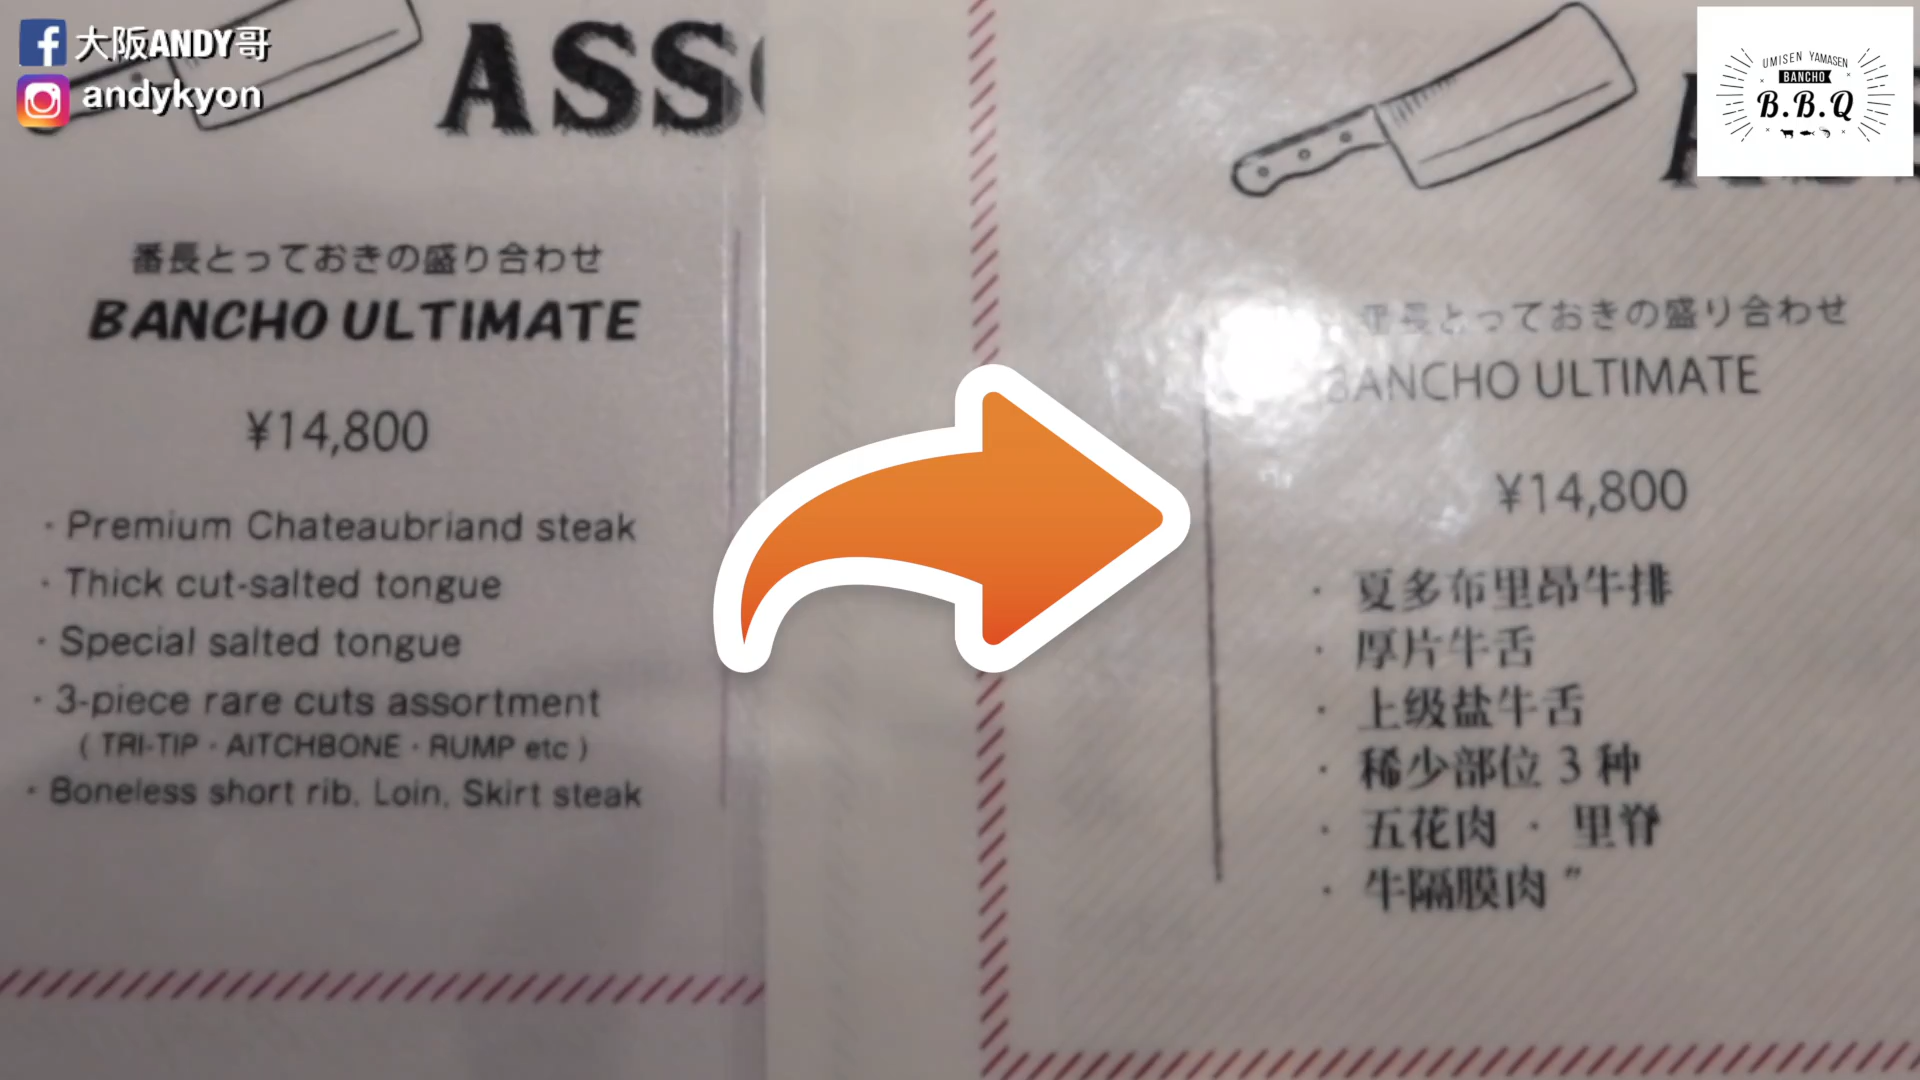 大阪ANDY哥
andykyon
ASS
番長とっておきの盛り合わせ
BANCHO ULTIMATE
¥14,800
· Premium Chateaubriand steak
· Thick cut-salted tongue
· Special salted tongue
· 3-piece rare cuts assortment
( TRI-TIP · AITCHBONE · RUMP etc )
· Boneless short rib, Loin, Skirt steak
UMISEN YAMASEN
BANCHO
B.B.Q
番長とっておきの盛り合わせ
BANCHO ULTIMATE
¥14,800
· 夏多布里昂牛排
· 厚片牛舌
· 上级盐牛舌
· 稀少部位 3 种
· 五花肉 · 里脊
· 牛隔膜肉 ”